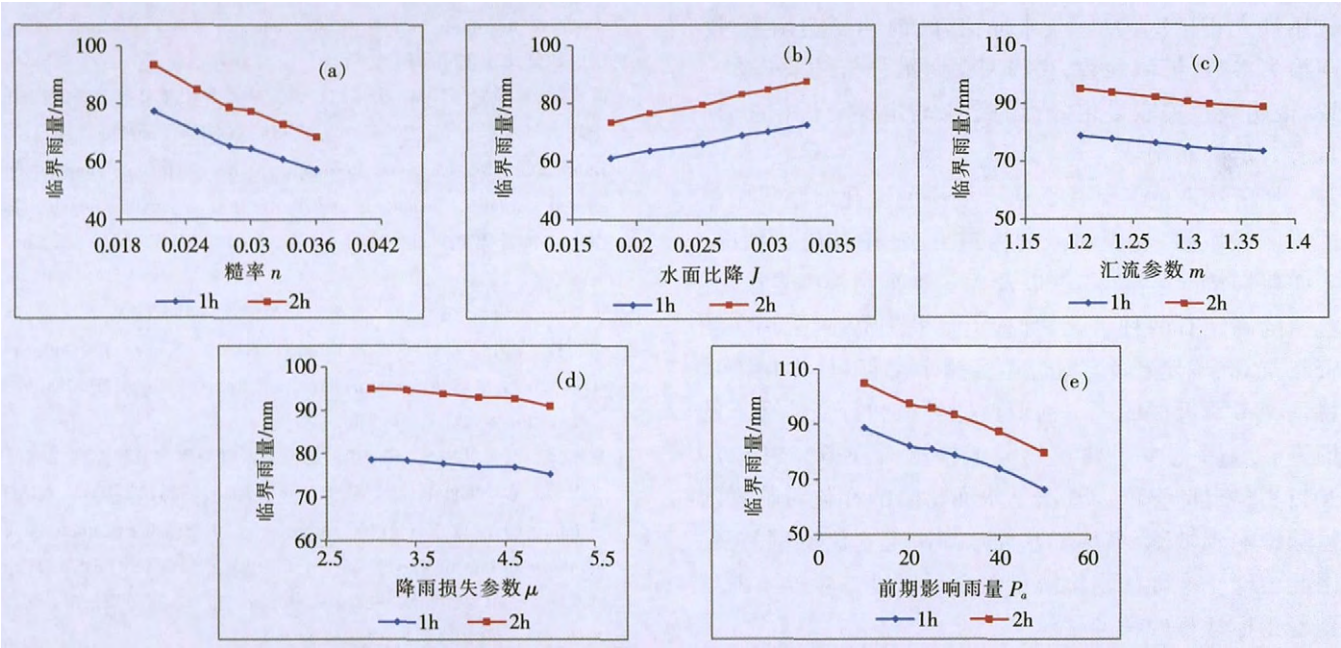 (a)
临界雨量/mm
100
80
60
40
0.018 0.024 0.03 0.036 0.042
糙率 n
1h 2h
(b)
临界雨量/mm
100
80
60
40
0.015 0.02 0.025 0.03 0.035
水面比降 J
1h 2h
(c)
临界雨量/mm
110
90
70
50
1.15 1.2 1.25 1.3 1.35 1.4
汇流参数 m
1h 2h
(d)
临界雨量/mm
100
90
80
70
60
2.5 3.5 4.5 5.5
降雨损失参数 μ
1h 2h
(e)
临界雨量/mm
110
90
70
50
0 20 40 60
前期影响雨量 Pₐ
1h 2h